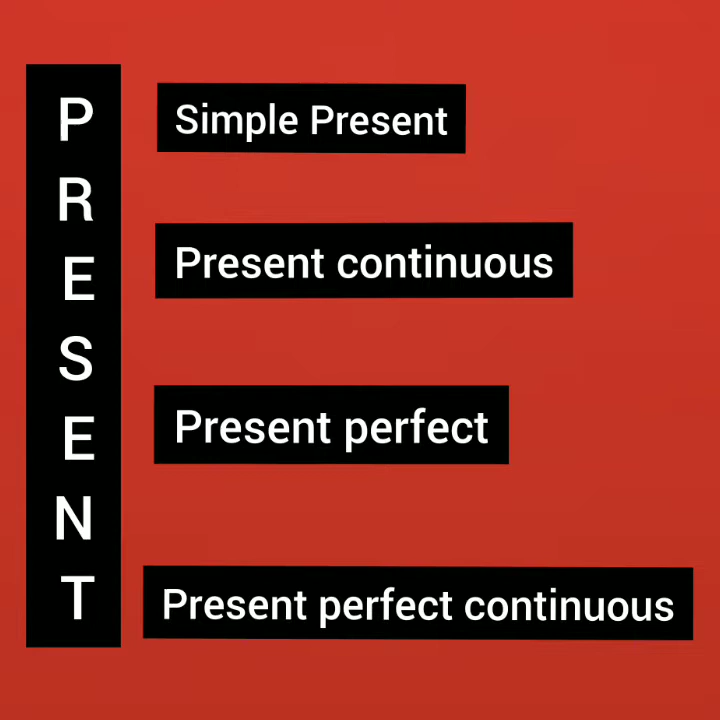 PRESENT
Simple Present
Present continuous
Present perfect
Present perfect continuous